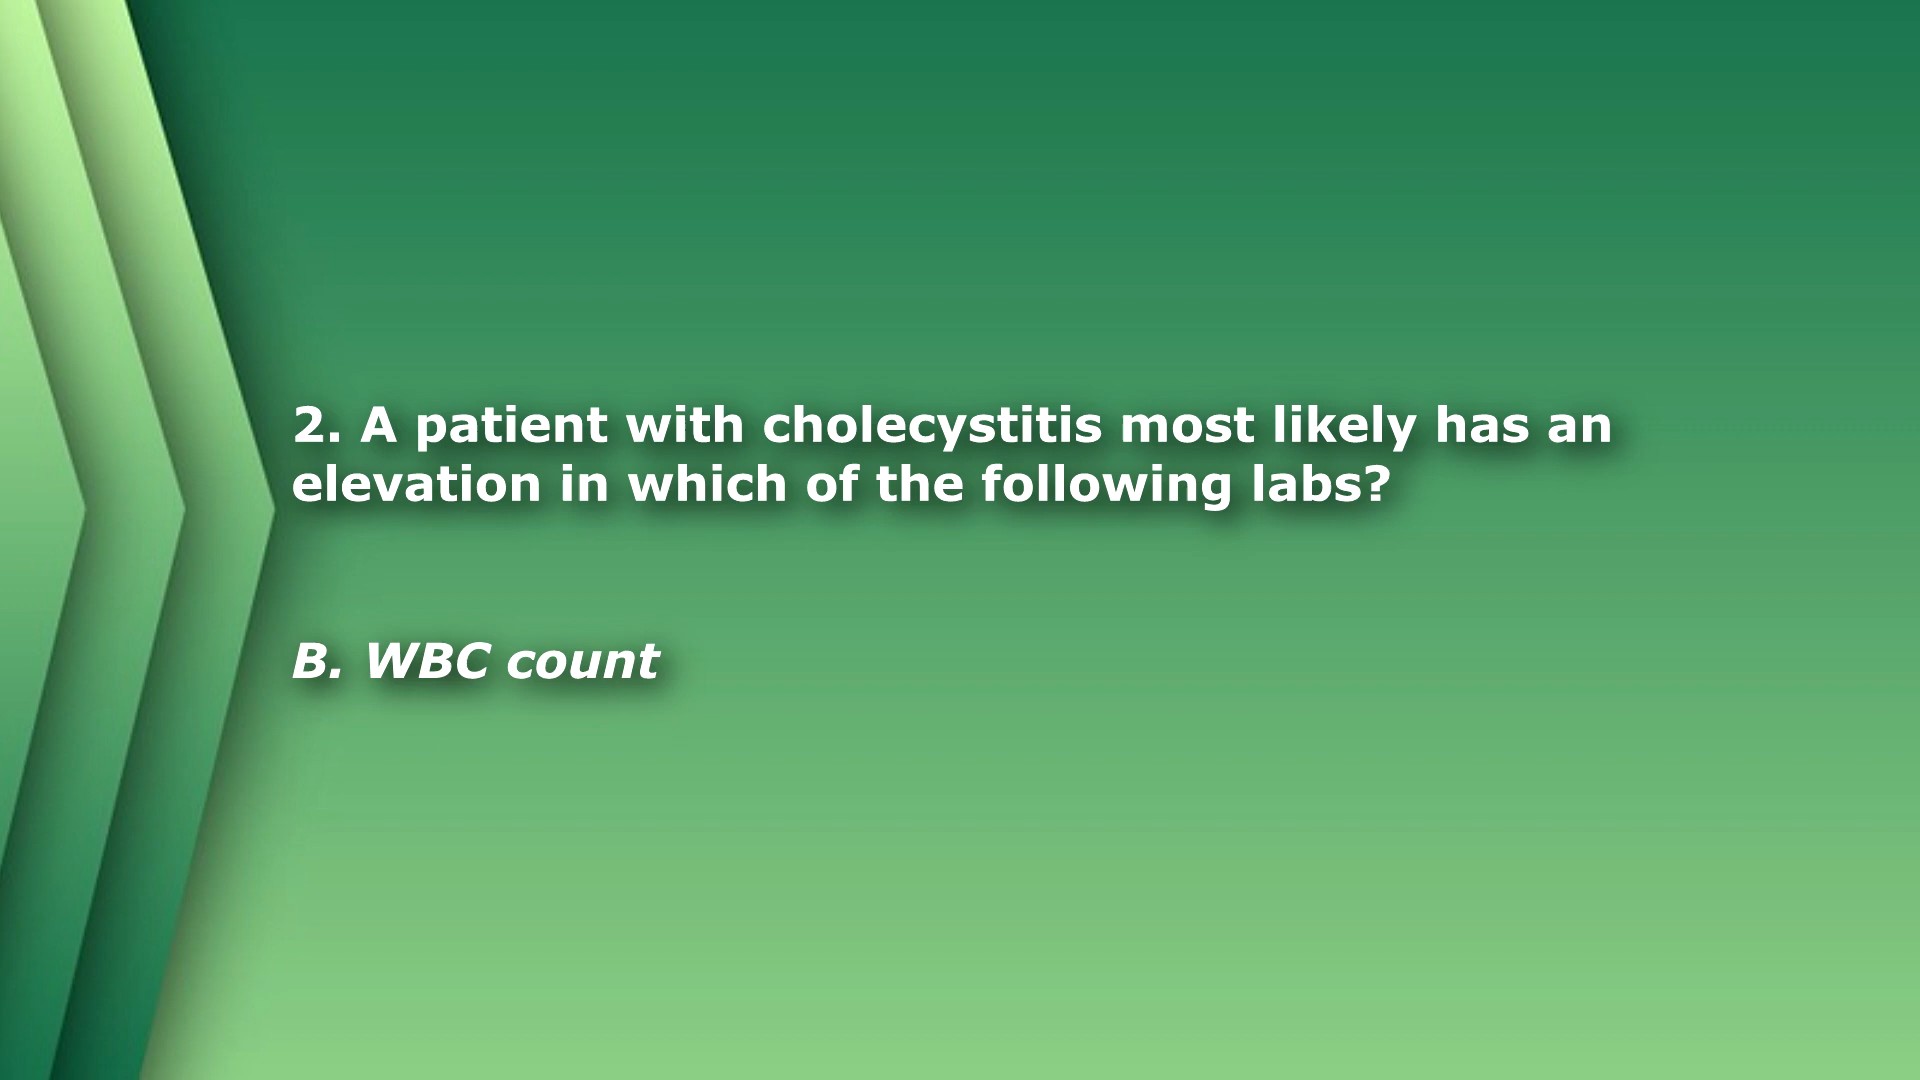 2. A patient with cholecystitis most likely has an
elevation in which of the following labs?
B. WBC count